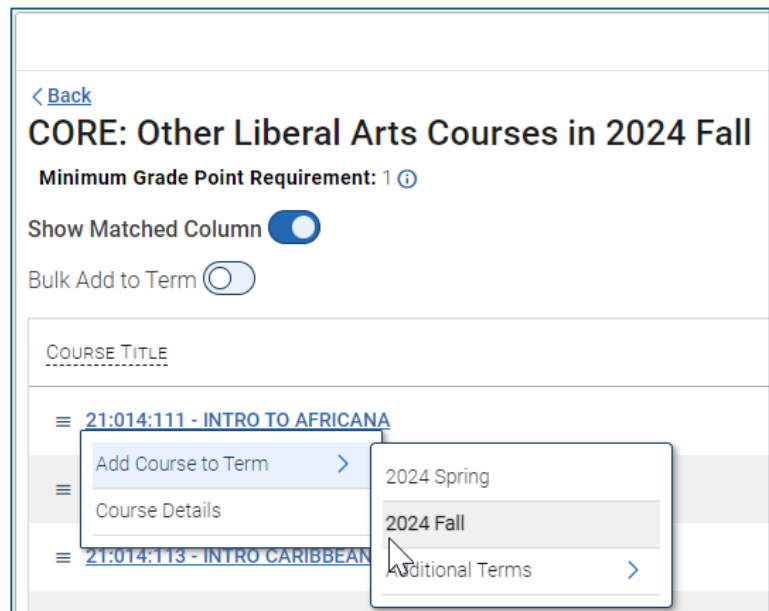 Back
CORE: Other Liberal Arts Courses in 2024 Fall
Minimum Grade Point Requirement: 1
Show Matched Column
Bulk Add to Term
COURSE TITLE
21:014:111 - INTRO TO AFRICANA
Add Course to Term
2024 Spring
Course Details
2024 Fall
21:014:113 - INTRO CARIBBEAN
Additional Terms